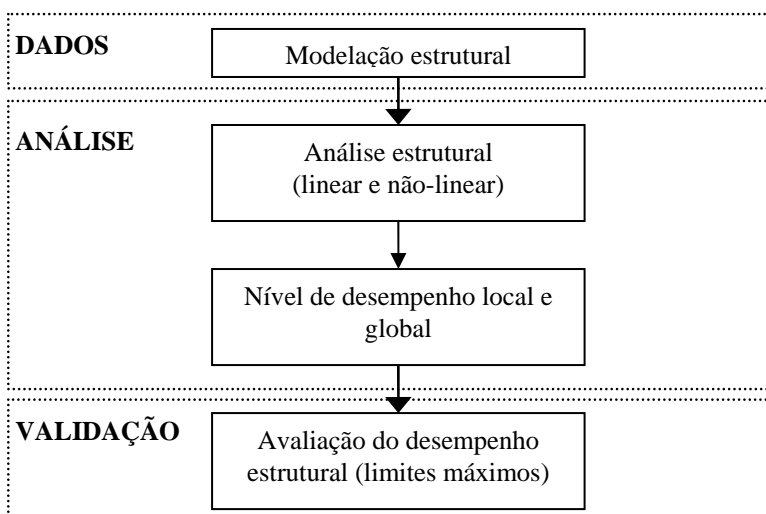 DADOS
Modelação estrutural
ANÁLISE
Análise estrutural
(linear e não-linear)
Nível de desempenho local e
global
VALIDAÇÃO
Avaliação do desempenho
estrutural (limites máximos)